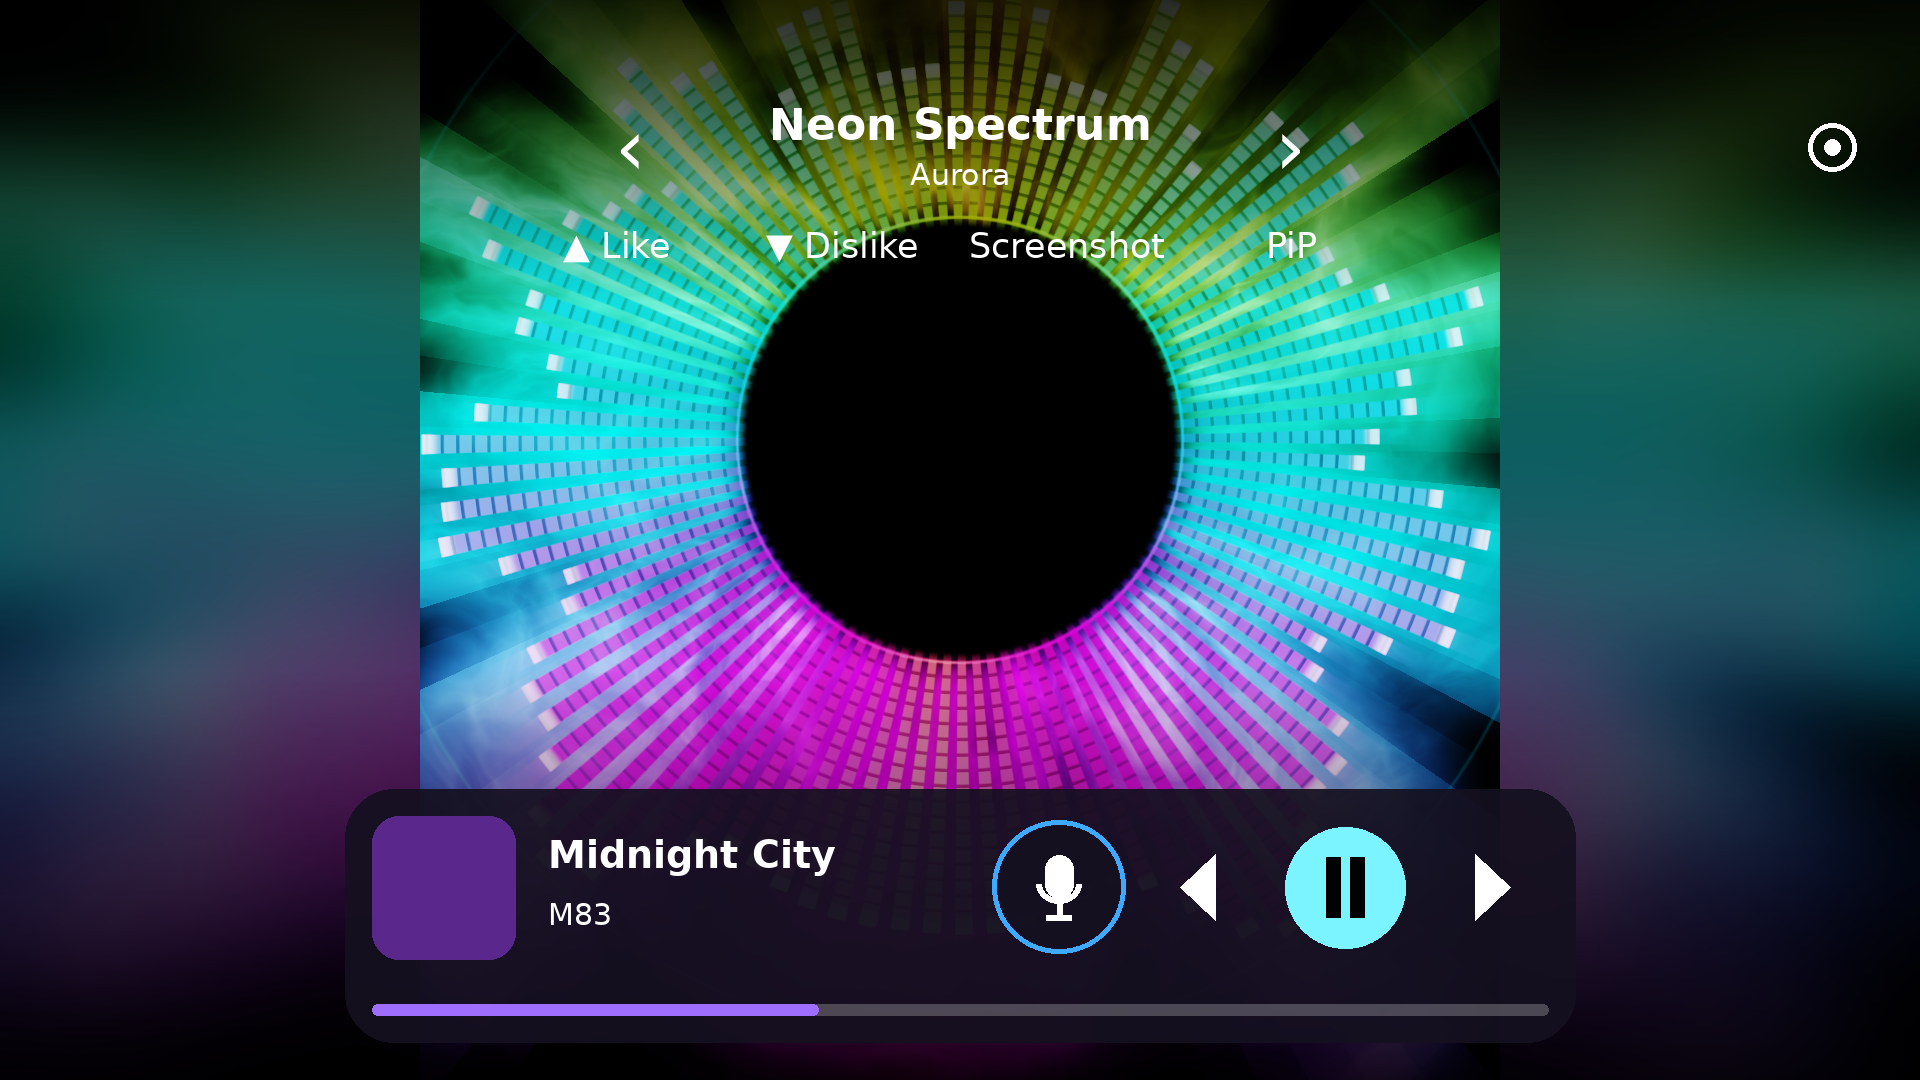 Neon Spectrum
Aurora
▲ Like ▼ Dislike Screenshot PiP
Midnight City
M83